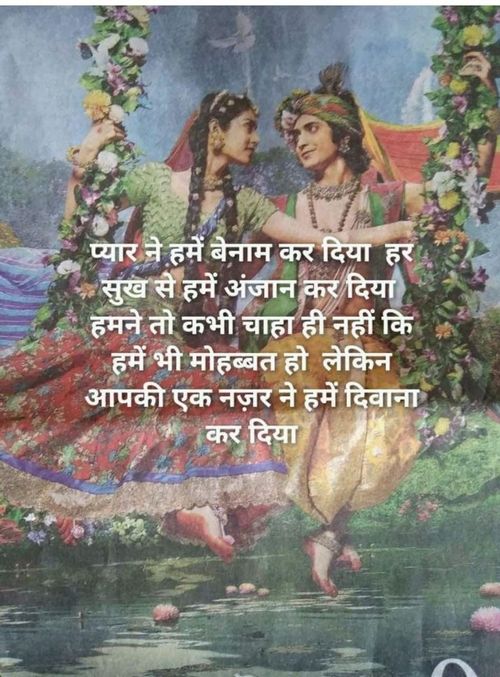 प्यार ने हमें बेनाम कर दिया हर
सुख से हमें अंजान कर दिया
हमने तो कभी चाहा ही नहीं कि
हमें भी मोहब्बत हो लेकिन
आपकी एक नज़र ने हमें दिवाना
कर दिया